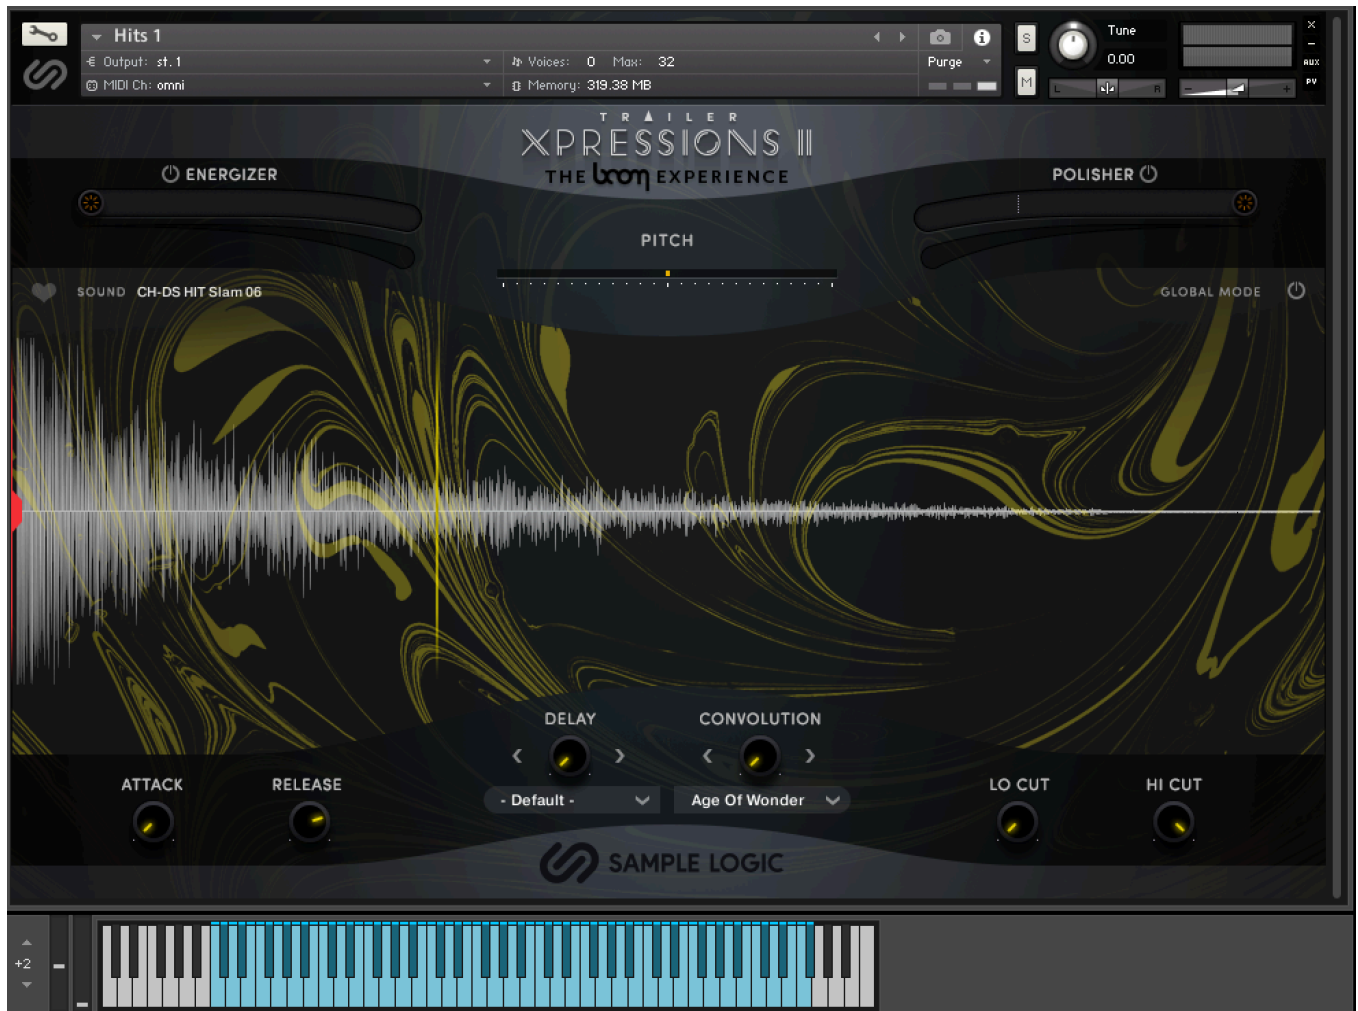 Hits 1
Output: st. 1
Voices: 0 Max: 32
Purge
MIDI Ch: omni
Memory: 319.38 MB
S
M
Tune
0.00
L R
- +
X
–
AUX
PV
TRAILER
XPRESSIONS II
THE boom EXPERIENCE
ENERGIZER
POLISHER
PITCH
SOUND CH-DS HIT Slam 06
GLOBAL MODE
DELAY
CONVOLUTION
- Default -
Age Of Wonder
ATTACK
RELEASE
LO CUT
HI CUT
SAMPLE LOGIC
+2